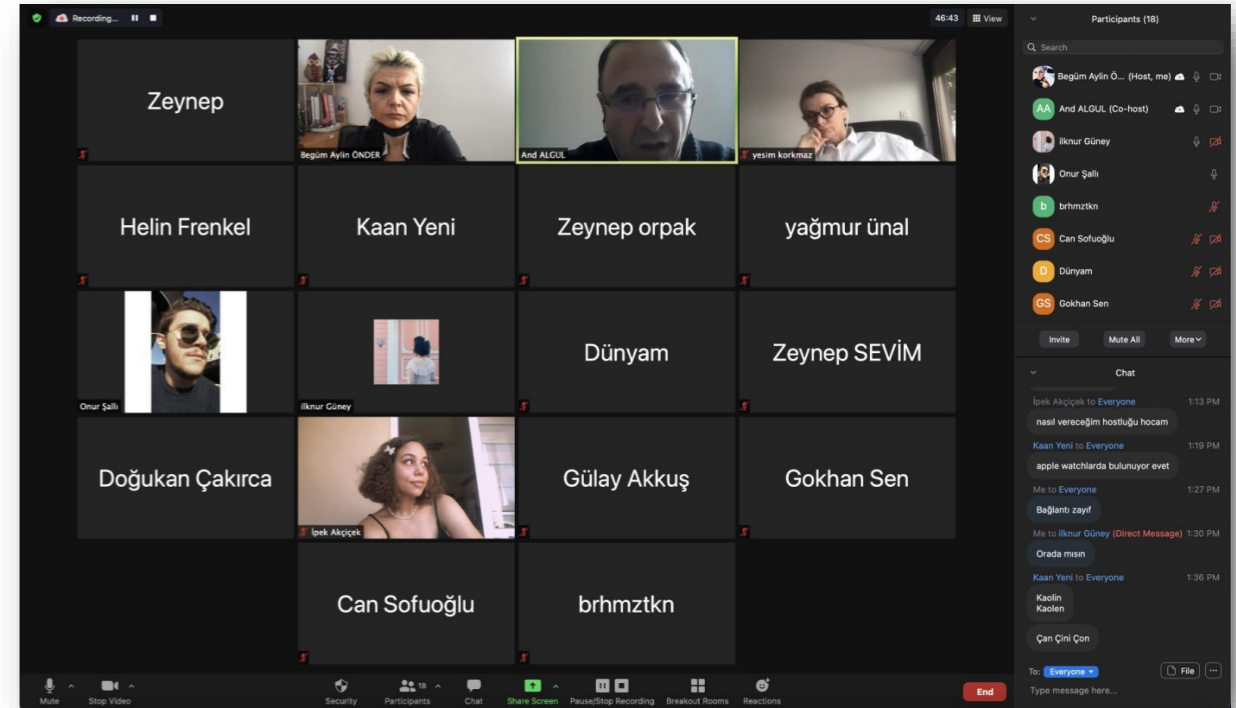 Recording...
46:43
View
Zeynep
Begüm Aylin ÖNDER
And ALGUL
yesim korkmaz
Helin Frenkel
Kaan Yeni
Zeynep orpak
yağmur ünal
Onur Şallı
ilknur Güney
Dünyam
Zeynep SEVİM
Doğukan Çakırca
İpek Akçiçek
Gülay Akkuş
Gokhan Sen
Can Sofuoğlu
brhmztkn
Mute
Stop Video
Security
18
Participants
Chat
Share Screen
Pause/Stop Recording
Breakout Rooms
Reactions
End
Participants (18)
Search
Begüm Aylin Ö... (Host, me)
AA And ALGUL (Co-host)
ilknur Güney
Onur Şallı
b brhmztkn
CS Can Sofuoğlu
D Dünyam
GS Gokhan Sen
Invite Mute All More
Chat
İpek Akçiçek to Everyone 1:13 PM
nasıl vereceğim hostluğu hocam
Kaan Yeni to Everyone 1:19 PM
apple watchlarda bulunuyor evet
Me to Everyone 1:27 PM
Bağlantı zayıf
Me to ilknur Güney (Direct Message) 1:30 PM
Orada mısın
Kaan Yeni to Everyone 1:36 PM
Kaolin
Kaolen
Çan Çini Çon
To: Everyone File ...
Type message here...